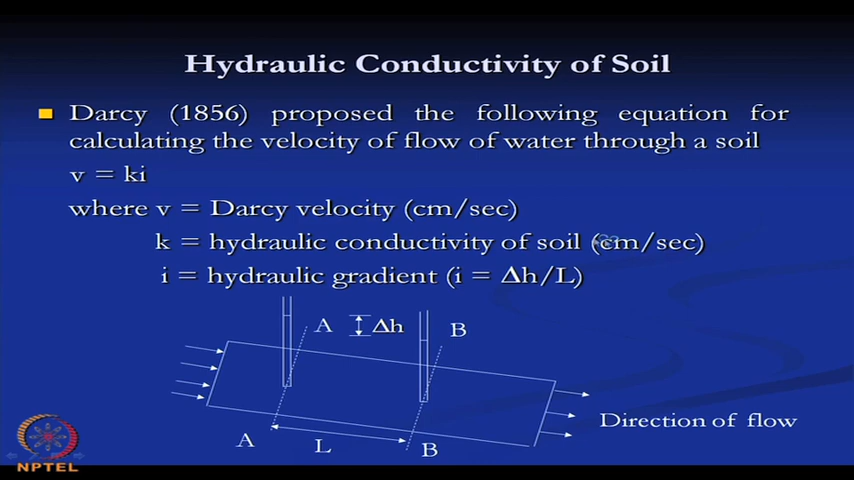 Hydraulic Conductivity of Soil
Darcy (1856) proposed the following equation for
calculating the velocity of flow of water through a soil
v = ki
where v = Darcy velocity (cm/sec)
k = hydraulic conductivity of soil (cm/sec)
i = hydraulic gradient (i = Δh/L)
A Δh B
Direction of flow
A L B
NPTEL